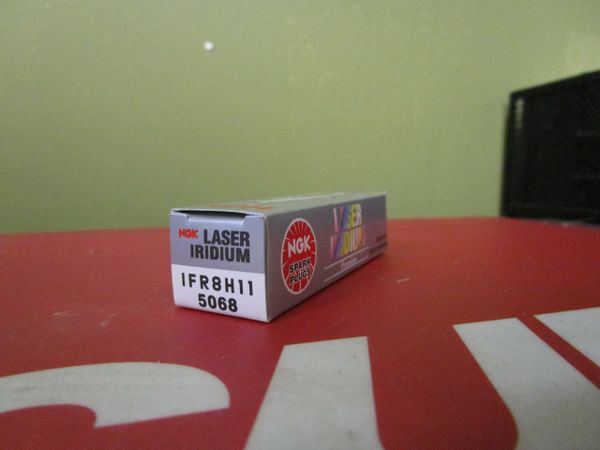 NGK LASER
IRIDIUM
IFR8H11
5068
NGK
SPARK
PLUGS
LASER
IRIDIUM